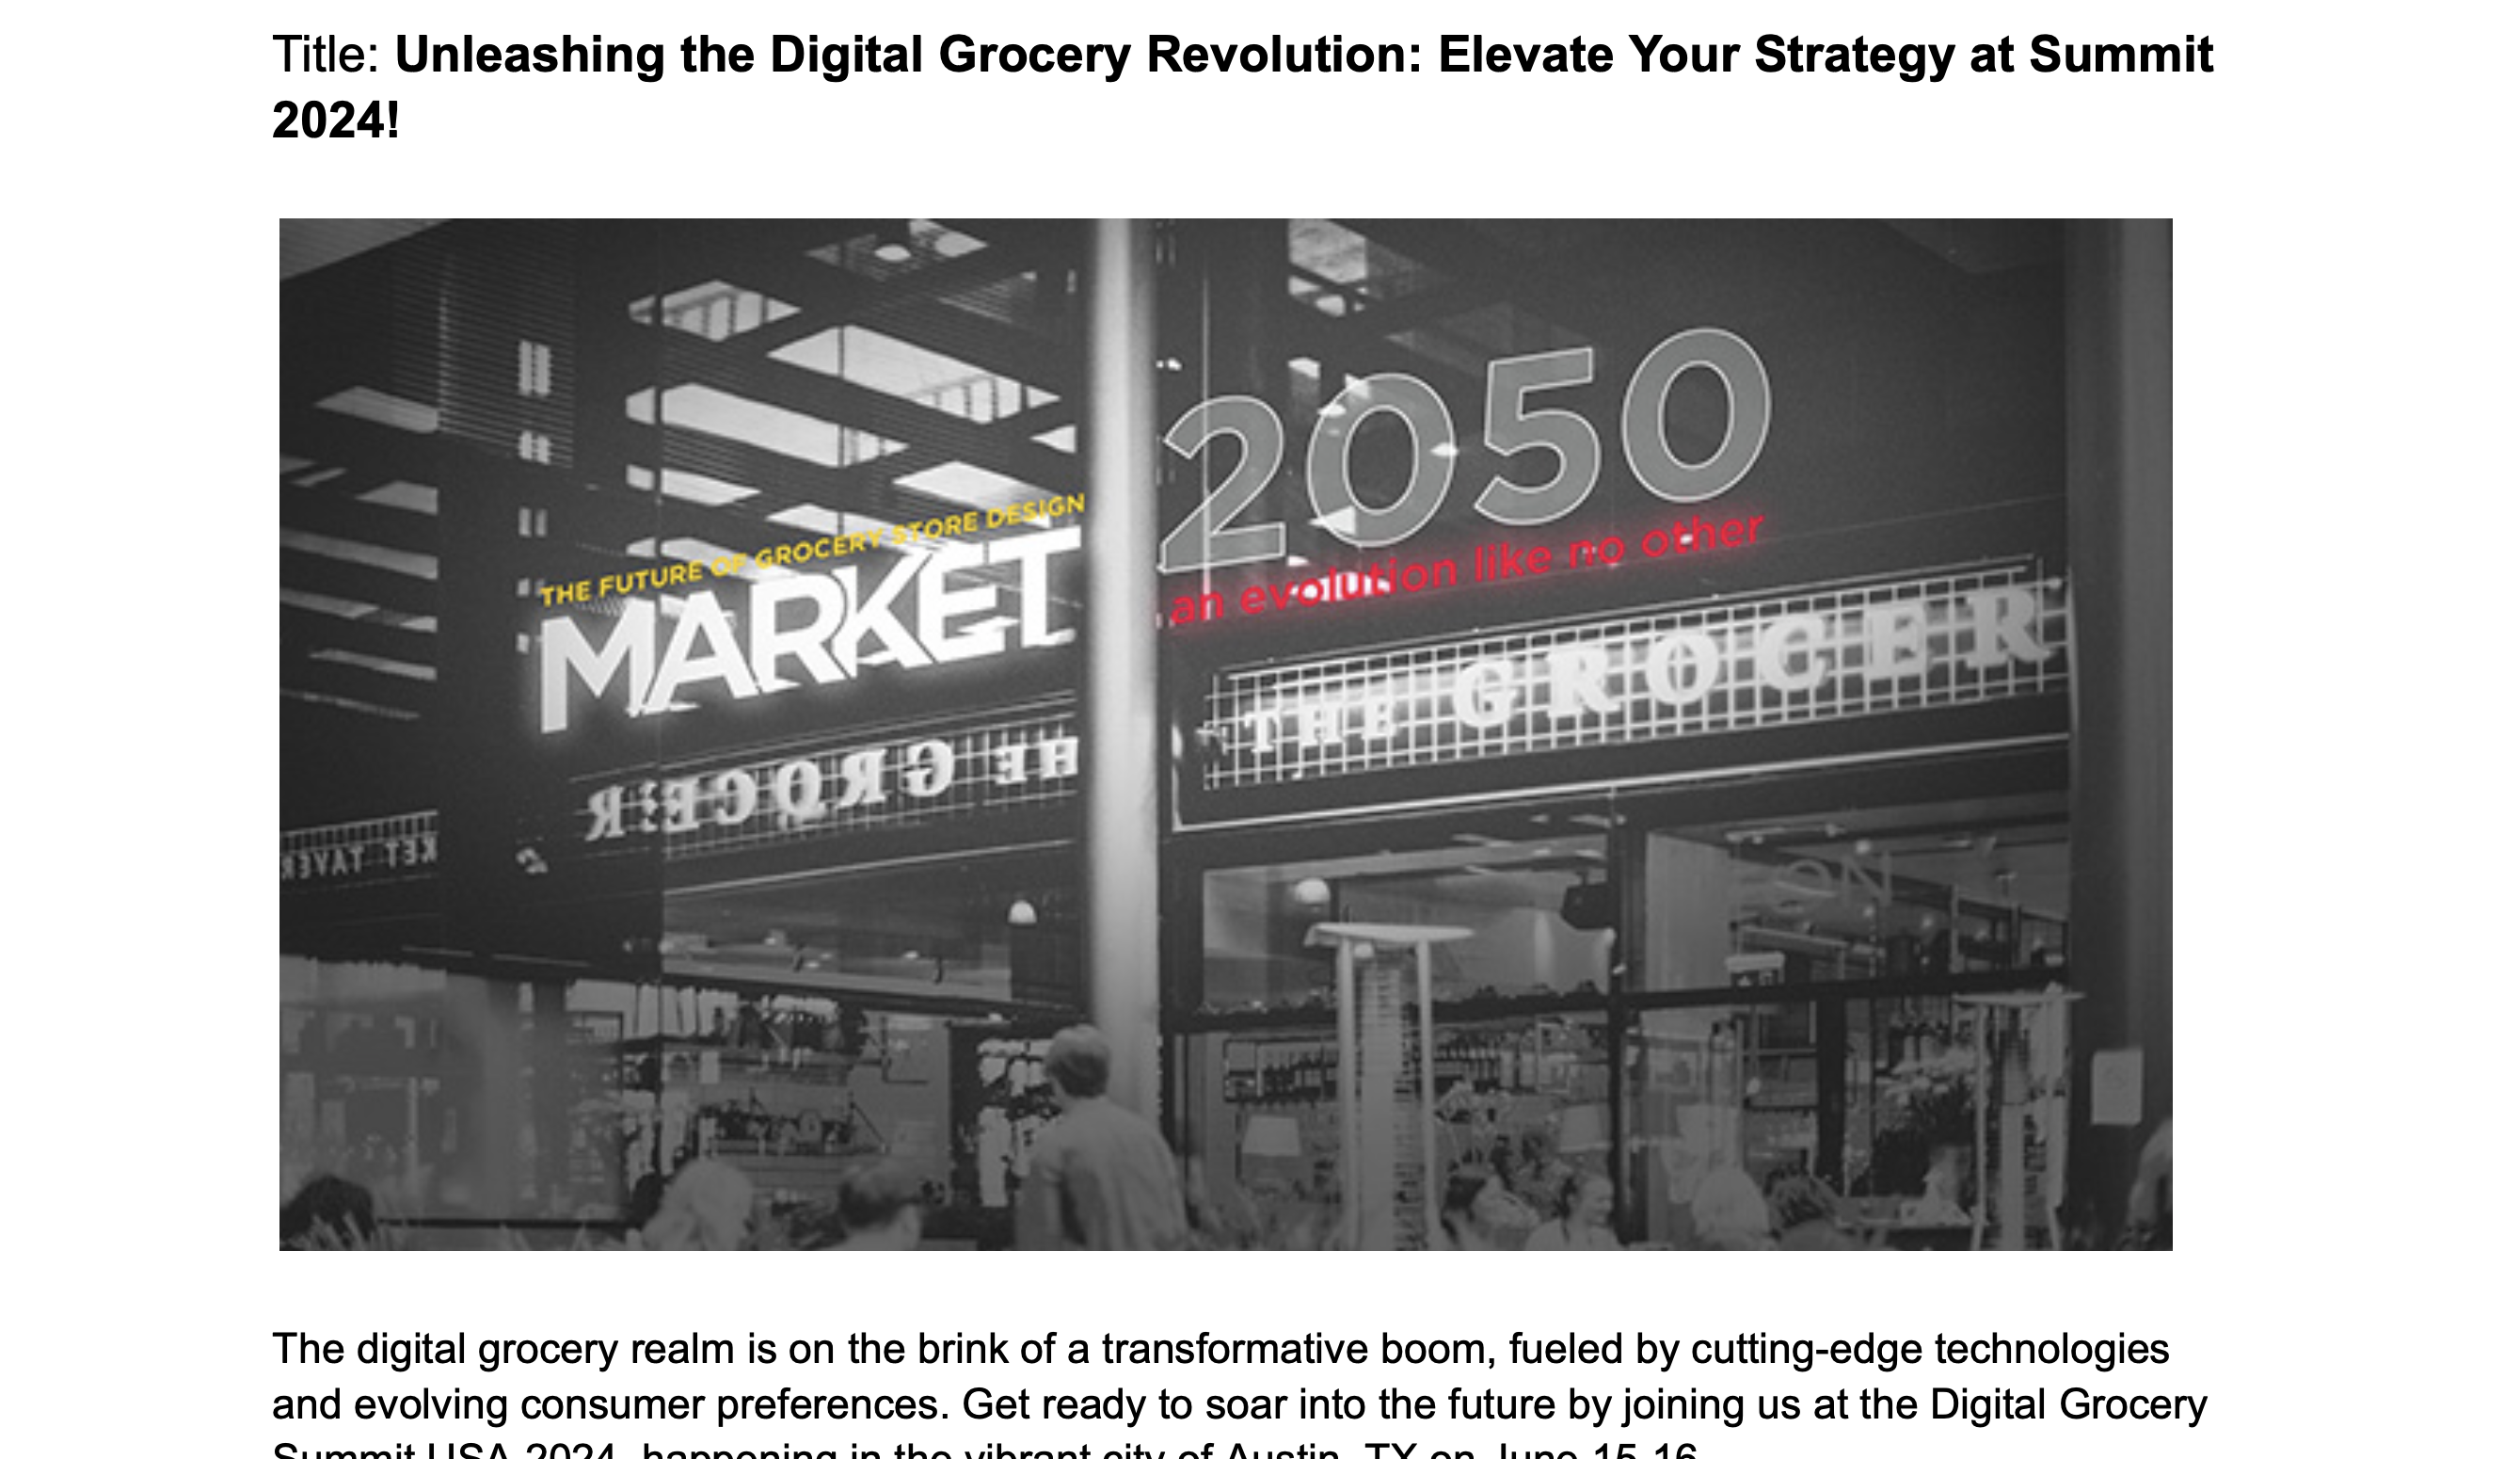 Title: Unleashing the Digital Grocery Revolution: Elevate Your Strategy at Summit
2024!
2050
THE FUTURE OF GROCERY STORE DESIGN
MARKET
an evolution like no other
THE GROCER
HE GROCER
KET TAVER
The digital grocery realm is on the brink of a transformative boom, fueled by cutting-edge technologies
and evolving consumer preferences. Get ready to soar into the future by joining us at the Digital Grocery
Summit USA 2024, happening in the vibrant city of Austin, TX on June 15-16